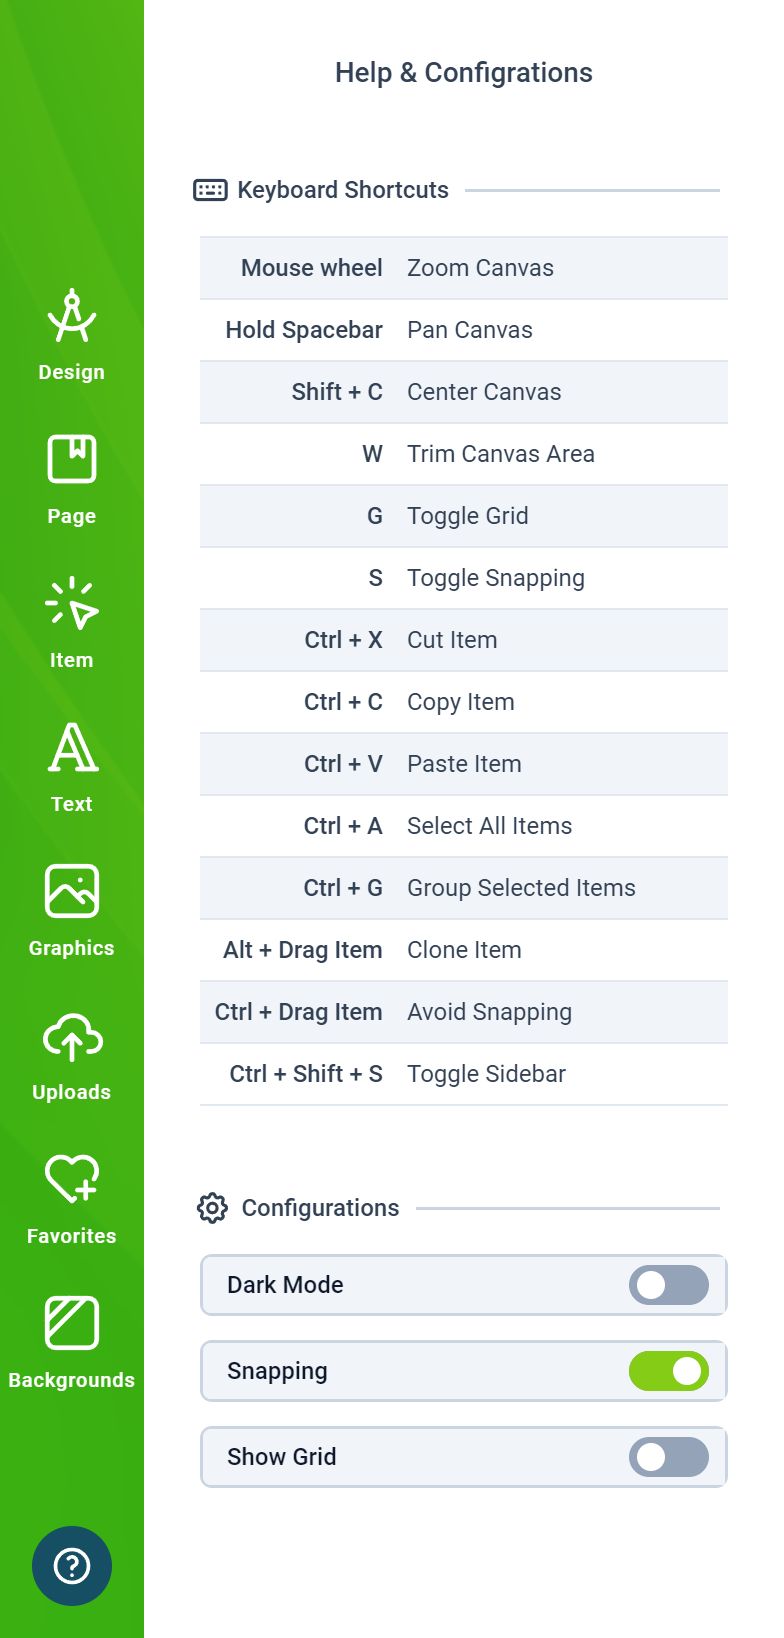 Help & Configrations
Keyboard Shortcuts
Mouse wheel Zoom Canvas
Hold Spacebar Pan Canvas
Shift + C Center Canvas
W Trim Canvas Area
G Toggle Grid
S Toggle Snapping
Ctrl + X Cut Item
Ctrl + C Copy Item
Ctrl + V Paste Item
Ctrl + A Select All Items
Ctrl + G Group Selected Items
Alt + Drag Item Clone Item
Ctrl + Drag Item Avoid Snapping
Ctrl + Shift + S Toggle Sidebar
Configurations
Dark Mode
Snapping
Show Grid
Design
Page
Item
Text
Graphics
Uploads
Favorites
Backgrounds